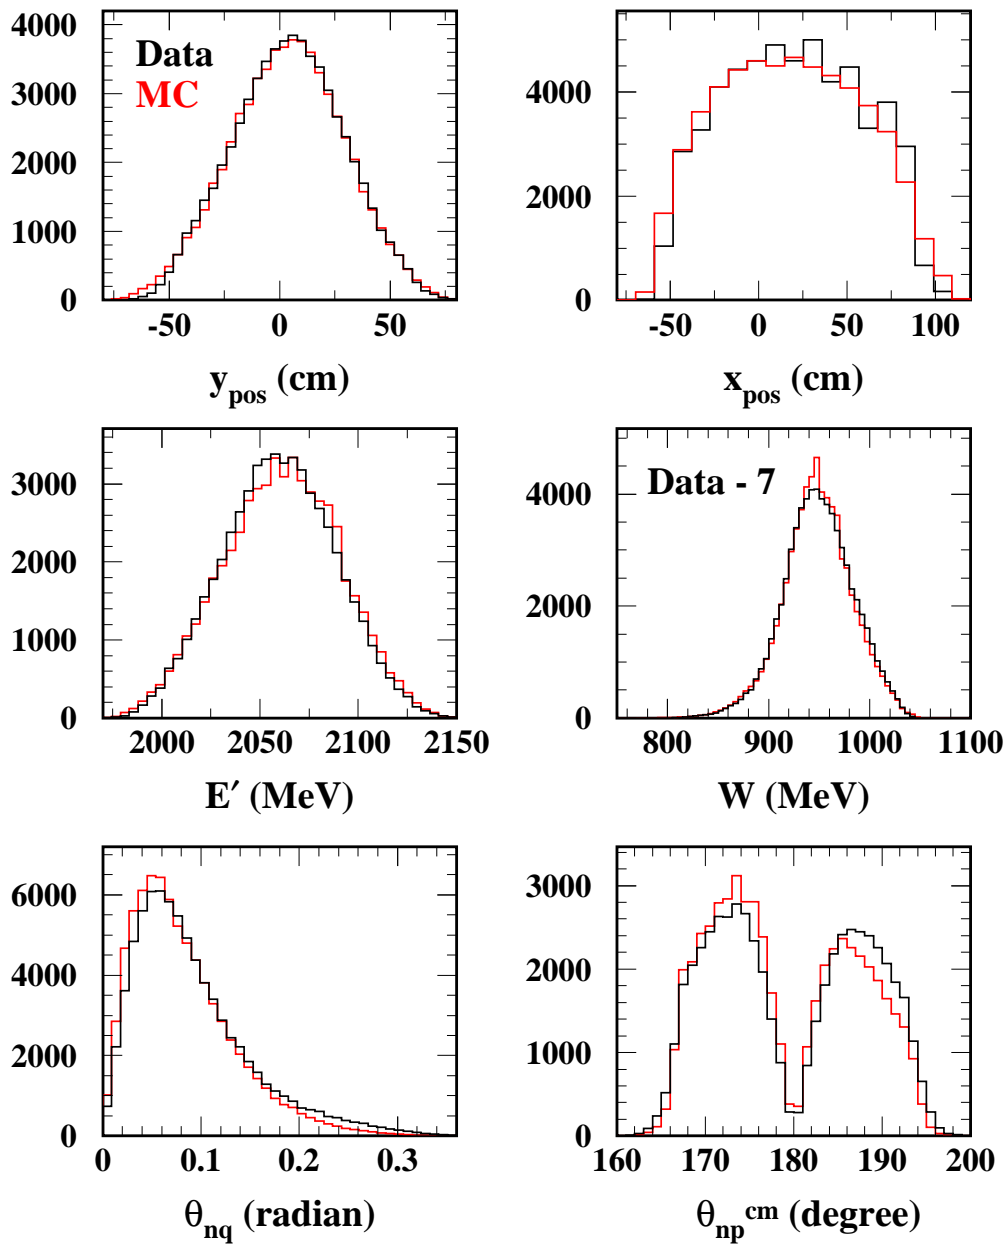 4000
3000
2000
1000
0
Data
MC
-50 0 50
y_pos (cm)
4000
2000
0
-50 0 50 100
x_pos (cm)
3000
2000
1000
0
2000 2050 2100 2150
E′ (MeV)
4000
2000
0
Data - 7
800 900 1000 1100
W (MeV)
6000
4000
2000
0
0 0.1 0.2 0.3
θ_nq (radian)
3000
2000
1000
0
160 170 180 190 200
θ_np^cm (degree)